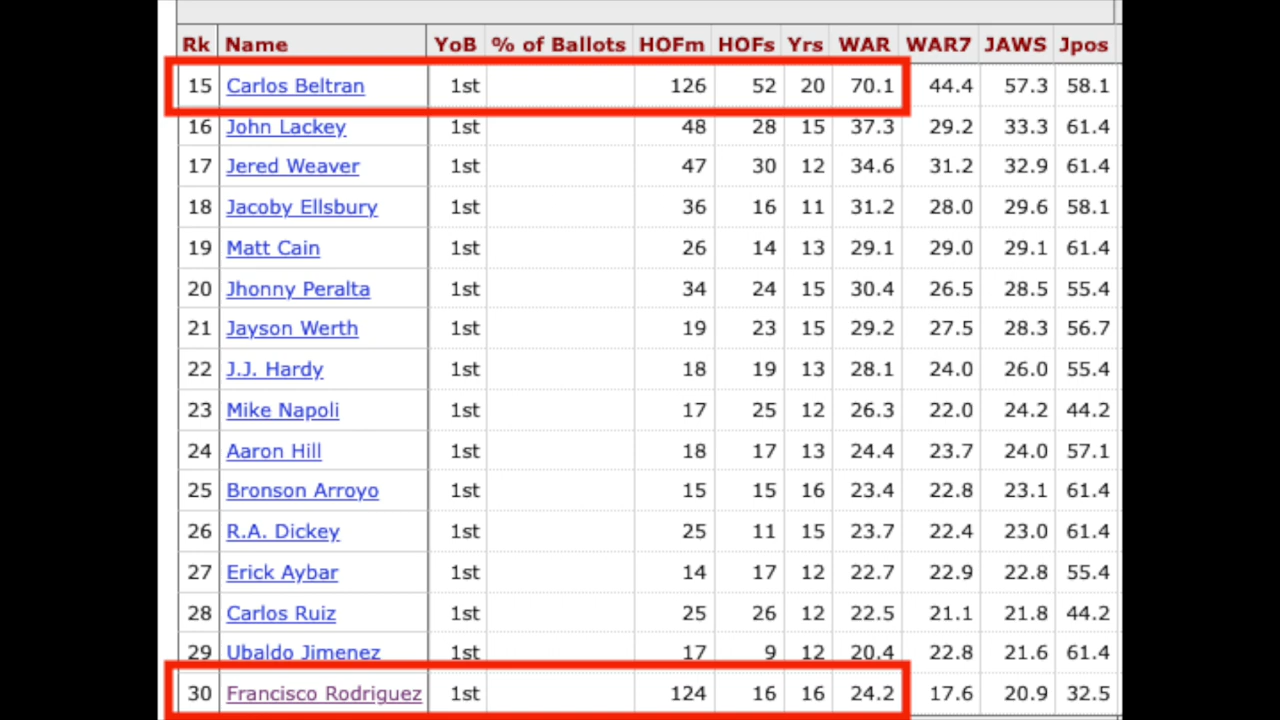 Rk Name YoB % of Ballots HOFm HOFs Yrs WAR WAR7 JAWS Jpos
15 Carlos Beltran 1st 126 52 20 70.1 44.4 57.3 58.1
16 John Lackey 1st 48 28 15 37.3 29.2 33.3 61.4
17 Jered Weaver 1st 47 30 12 34.6 31.2 32.9 61.4
18 Jacoby Ellsbury 1st 36 16 11 31.2 28.0 29.6 58.1
19 Matt Cain 1st 26 14 13 29.1 29.0 29.1 61.4
20 Jhonny Peralta 1st 34 24 15 30.4 26.5 28.5 55.4
21 Jayson Werth 1st 19 23 15 29.2 27.5 28.3 56.7
22 J.J. Hardy 1st 18 19 13 28.1 24.0 26.0 55.4
23 Mike Napoli 1st 17 25 12 26.3 22.0 24.2 44.2
24 Aaron Hill 1st 18 17 13 24.4 23.7 24.0 57.1
25 Bronson Arroyo 1st 15 15 16 23.4 22.8 23.1 61.4
26 R.A. Dickey 1st 25 11 15 23.7 22.4 23.0 61.4
27 Erick Aybar 1st 14 17 12 22.7 22.9 22.8 55.4
28 Carlos Ruiz 1st 25 26 12 22.5 21.1 21.8 44.2
29 Ubaldo Jimenez 1st 17 9 12 20.4 22.8 21.6 61.4
30 Francisco Rodriguez 1st 124 16 16 24.2 17.6 20.9 32.5